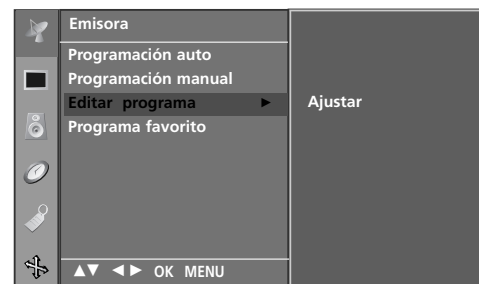 Emisora
Programación auto
Programación manual
Editar programa ►
Ajustar
Programa favorito
▲▼ ◄► OK MENU